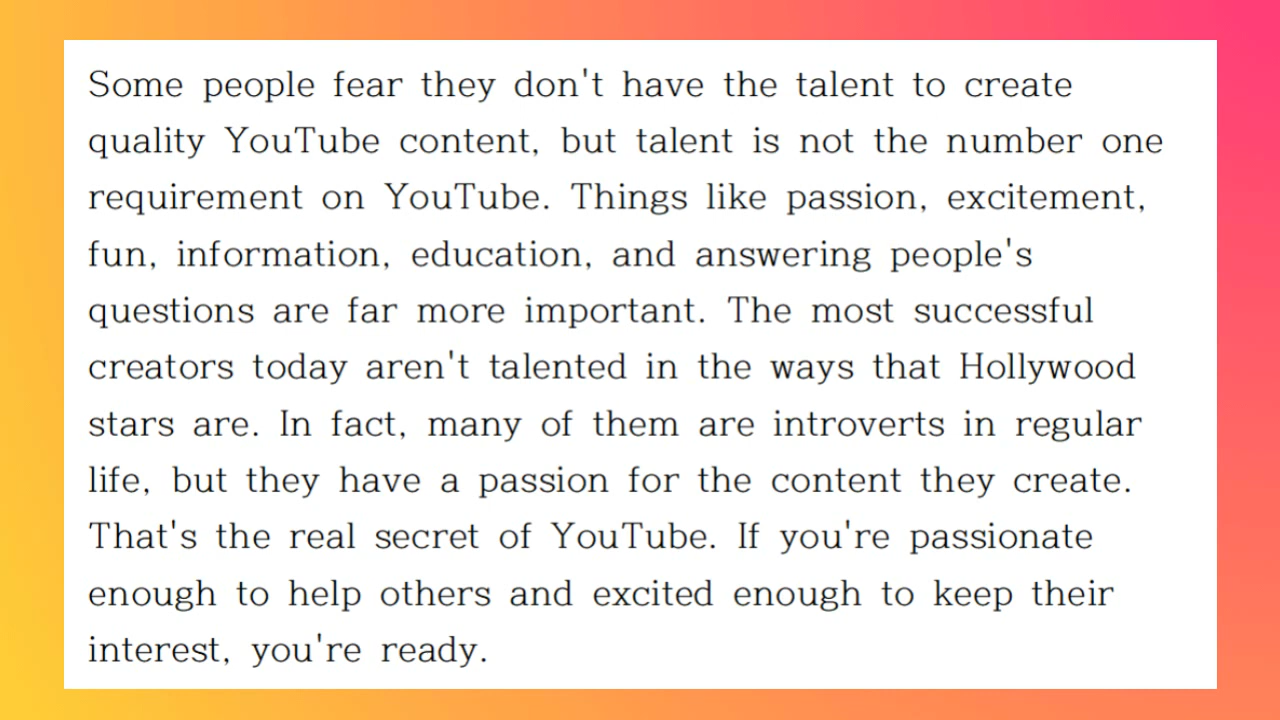 Some people fear they don't have the talent to create
quality YouTube content, but talent is not the number one
requirement on YouTube. Things like passion, excitement,
fun, information, education, and answering people's
questions are far more important. The most successful
creators today aren't talented in the ways that Hollywood
stars are. In fact, many of them are introverts in regular
life, but they have a passion for the content they create.
That's the real secret of YouTube. If you're passionate
enough to help others and excited enough to keep their
interest, you're ready.